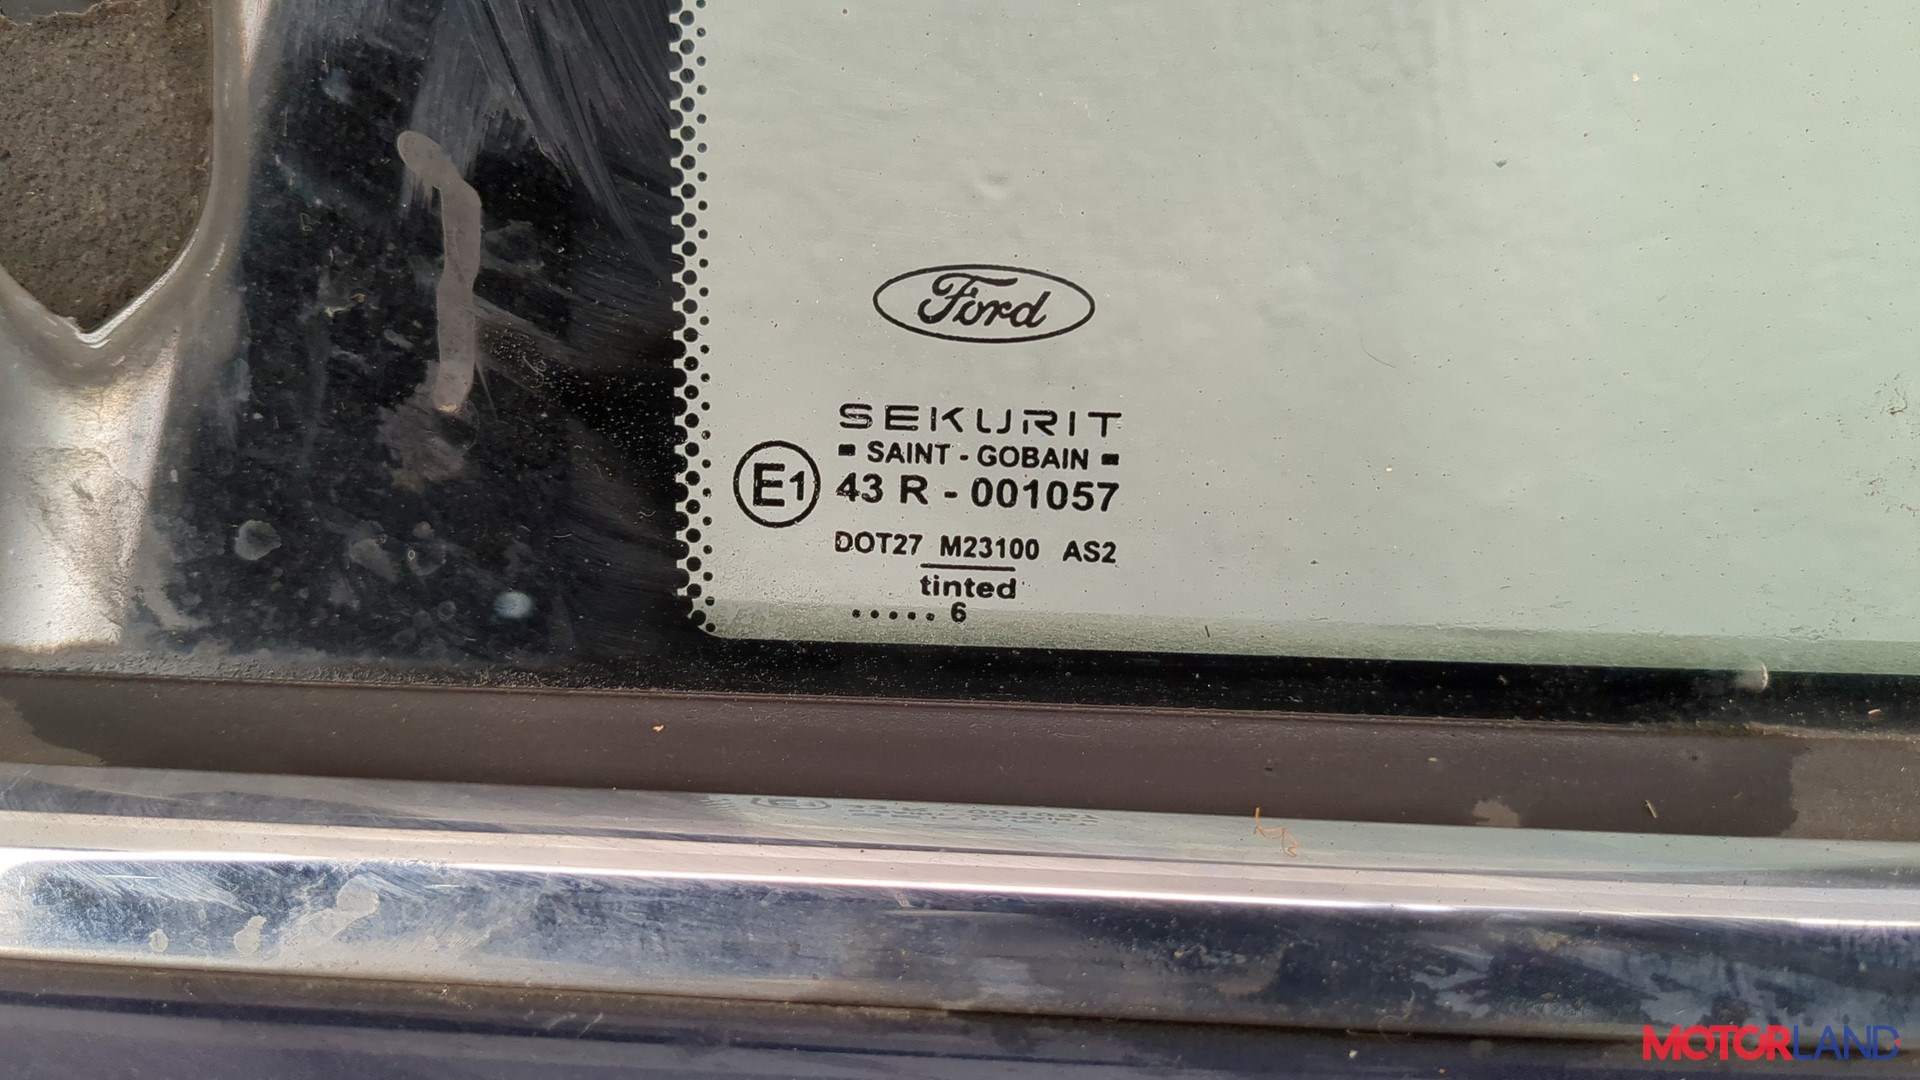 Ford
SEKURIT
SAINT - GOBAIN
E1 43 R - 001057
DOT27 M23100 AS2
tinted
..... 6
MOTORLAND